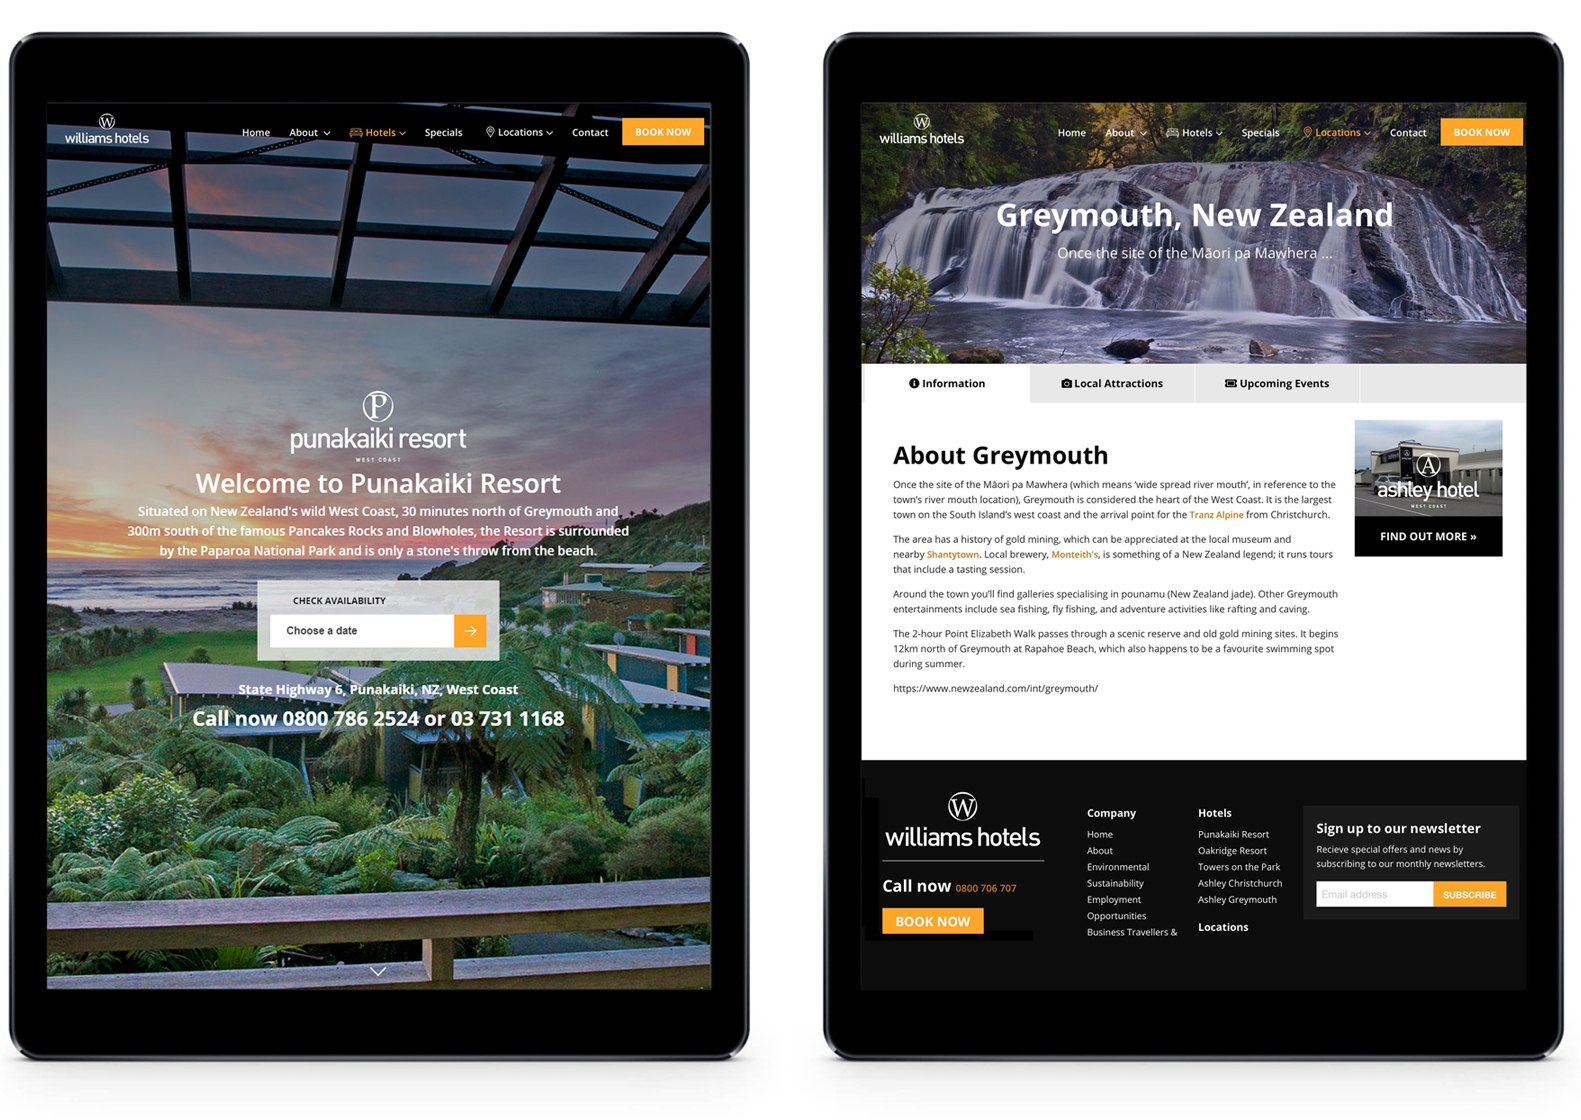 williams hotels
Home About Hotels Specials Locations Contact BOOK NOW
punakaiki resort
WEST COAST
Welcome to Punakaiki Resort
Situated on New Zealand's wild West Coast, 30 minutes north of Greymouth and
300m south of the famous Pancakes Rocks and Blowholes, the Resort is surrounded
by the Paparoa National Park and is only a stone's throw from the beach.
CHECK AVAILABILITY
Choose a date
State Highway 6, Punakaiki, NZ, West Coast
Call now 0800 786 2524 or 03 731 1168
williams hotels
Home About Hotels Specials Locations Contact BOOK NOW
Greymouth, New Zealand
Once the site of the Māori pa Mawhera ...
Information Local Attractions Upcoming Events
About Greymouth
Once the site of the Māori pa Mawhera (which means ‘wide spread river mouth’, in reference to the
town’s river mouth location), Greymouth is considered the heart of the West Coast. It is the largest
town on the South Island’s west coast and the arrival point for the Tranz Alpine from Christchurch.
The area has a history of gold mining, which can be appreciated at the local museum and
nearby Shantytown. Local brewery, Monteith's, is something of a New Zealand legend; it runs tours
that include a tasting session.
Around the town you’ll find galleries specialising in pounamu (New Zealand jade). Other Greymouth
entertainments include sea fishing, fly fishing, and adventure activities like rafting and caving.
The 2-hour Point Elizabeth Walk passes through a scenic reserve and old gold mining sites. It begins
12km north of Greymouth at Rapahoe Beach, which also happens to be a favourite swimming spot
during summer.
https://www.newzealand.com/int/greymouth/
A
ashley hotel
WEST COAST
FIND OUT MORE »
W
williams hotels
Call now 0800 706 707
BOOK NOW
Company
Home
About
Environmental
Sustainability
Employment
Opportunities
Business Travellers &
Hotels
Punakaiki Resort
Oakridge Resort
Towers on the Park
Ashley Christchurch
Ashley Greymouth
Locations
Sign up to our newsletter
Recieve special offers and news by
subscribing to our monthly newsletters.
Email address SUBSCRIBE